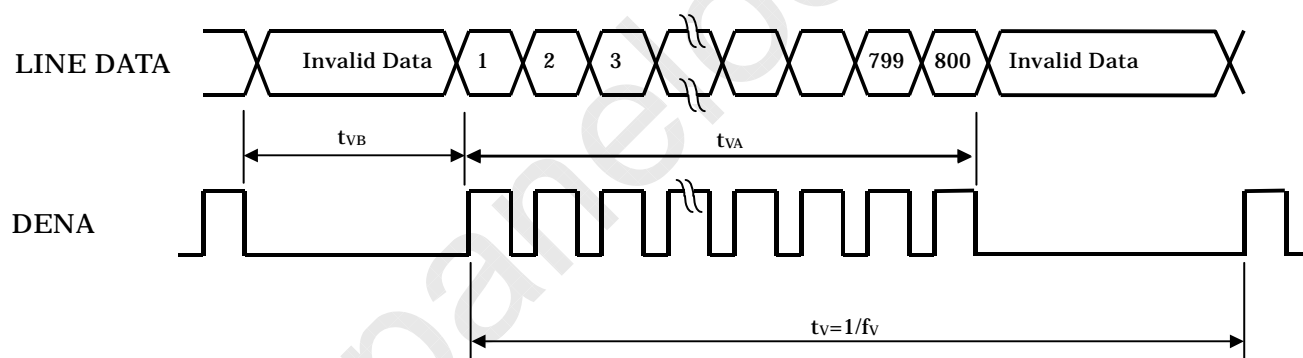 LINE DATA Invalid Data 1 2 3 799 800 Invalid Data
tVB tVA
DENA
tV=1/fV